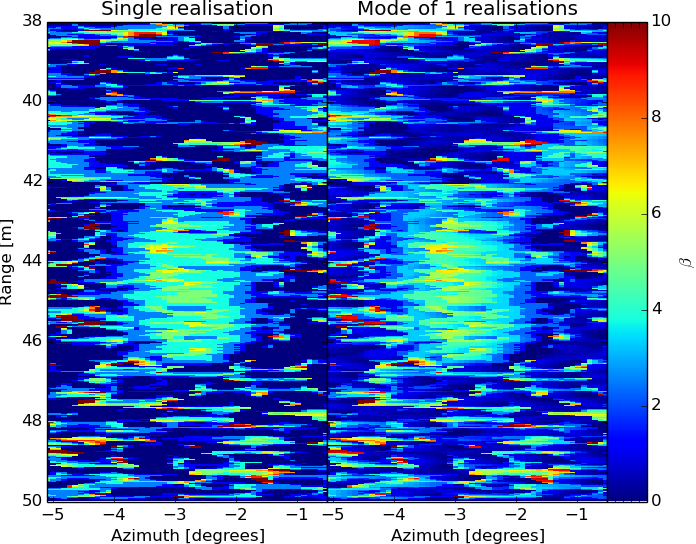 Single realisation
Mode of 1 realisations
38
40
42
44
46
48
50
Range [m]
−5 −4 −3 −2 −1
Azimuth [degrees]
−5 −4 −3 −2 −1
Azimuth [degrees]
10
8
6
4
2
0
β